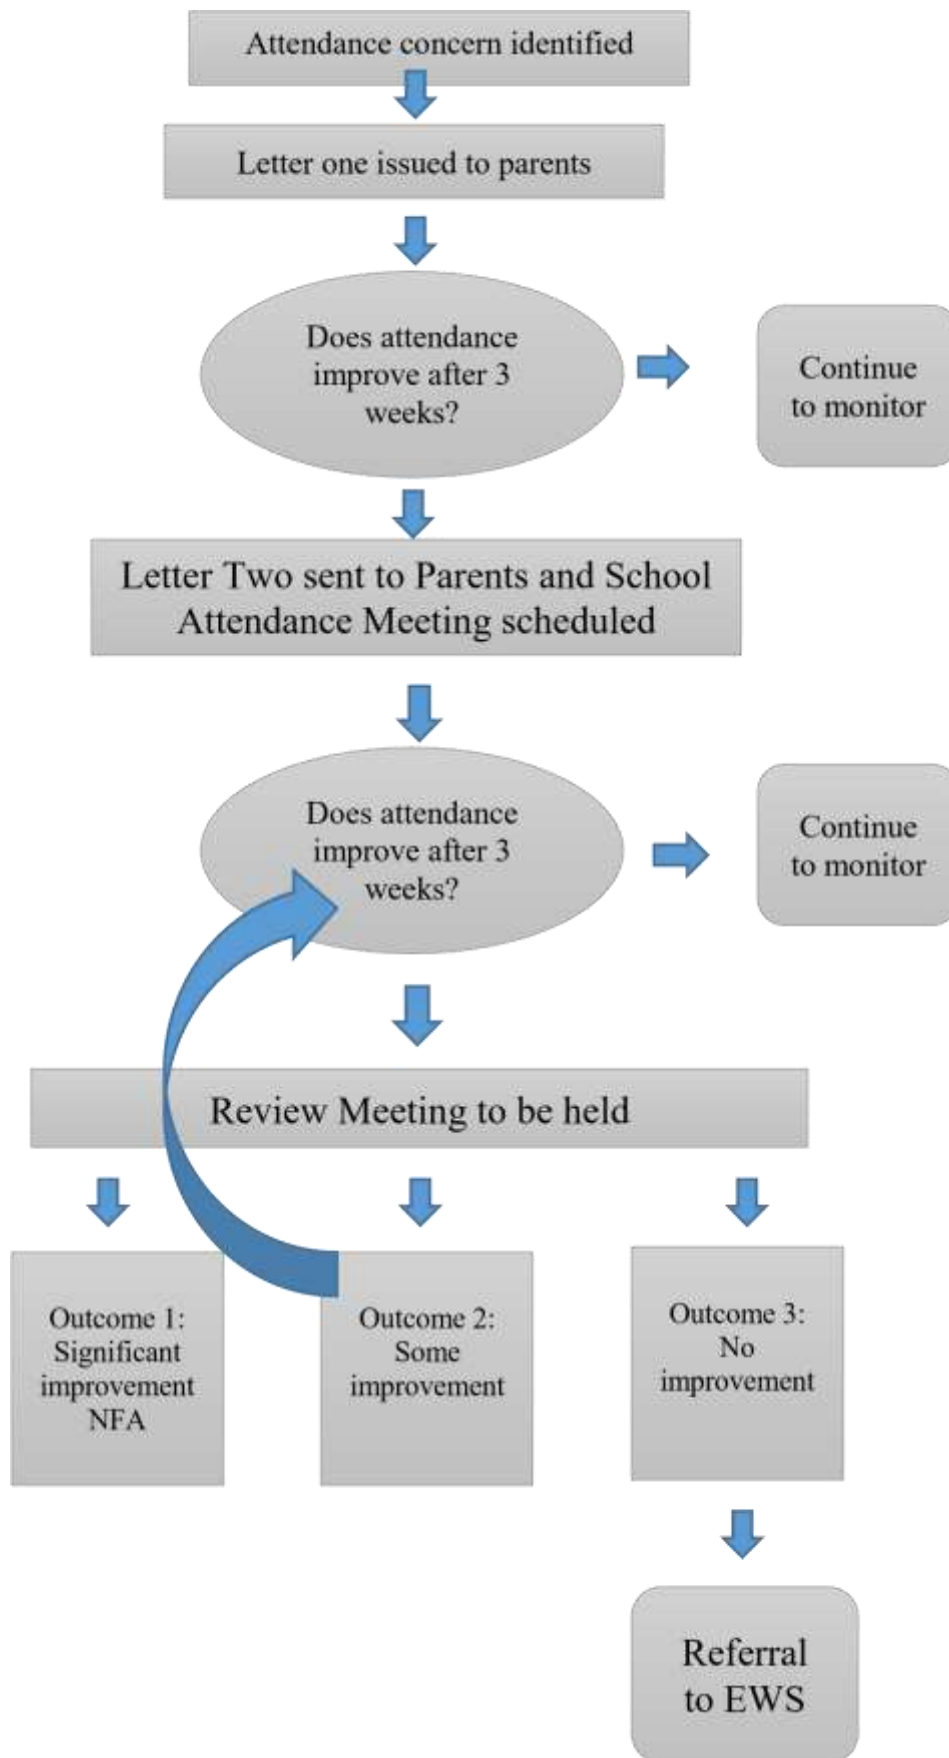 Attendance concern identified
Letter one issued to parents
Does attendance
improve after 3
weeks?
Continue
to monitor
Letter Two sent to Parents and School
Attendance Meeting scheduled
Does attendance
improve after 3
weeks?
Continue
to monitor
Review Meeting to be held
Outcome 1:
Significant
improvement
NFA
Outcome 2:
Some
improvement
Outcome 3:
No
improvement
Referral
to EWS